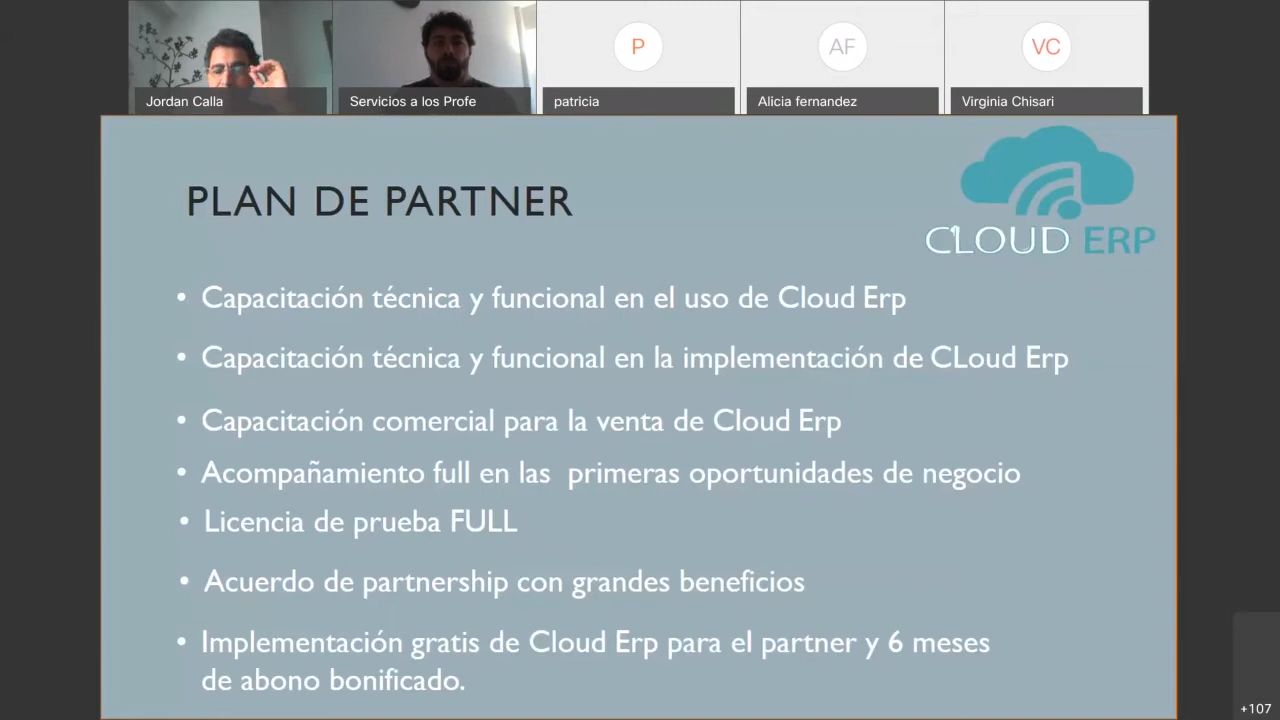 P
AF
VC
Jordan Calla
Servicios a los Profe
patricia
Alicia fernandez
Virginia Chisari
PLAN DE PARTNER
CLOUD ERP
• Capacitación técnica y funcional en el uso de Cloud Erp
• Capacitación técnica y funcional en la implementación de CLoud Erp
• Capacitación comercial para la venta de Cloud Erp
• Acompañamiento full en las  primeras oportunidades de negocio
• Licencia de prueba FULL
• Acuerdo de partnership con grandes beneficios
• Implementación gratis de Cloud Erp para el partner y 6 meses
de abono bonificado.
+107